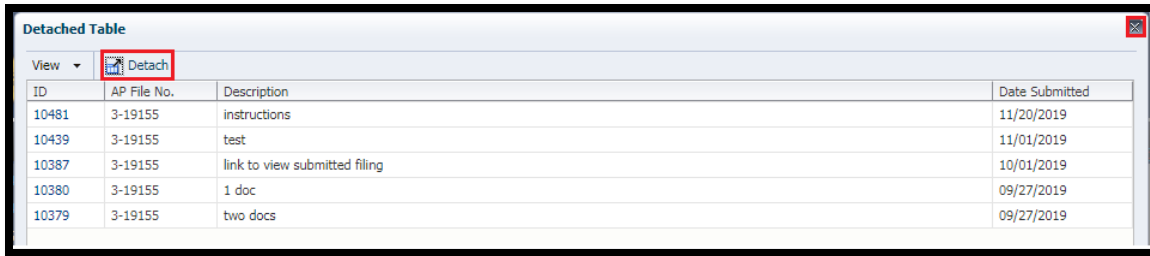 Detached Table
View Detach
ID AP File No. Description Date Submitted
10481 3-19155 instructions 11/20/2019
10439 3-19155 test 11/01/2019
10387 3-19155 link to view submitted filing 10/01/2019
10380 3-19155 1 doc 09/27/2019
10379 3-19155 two docs 09/27/2019